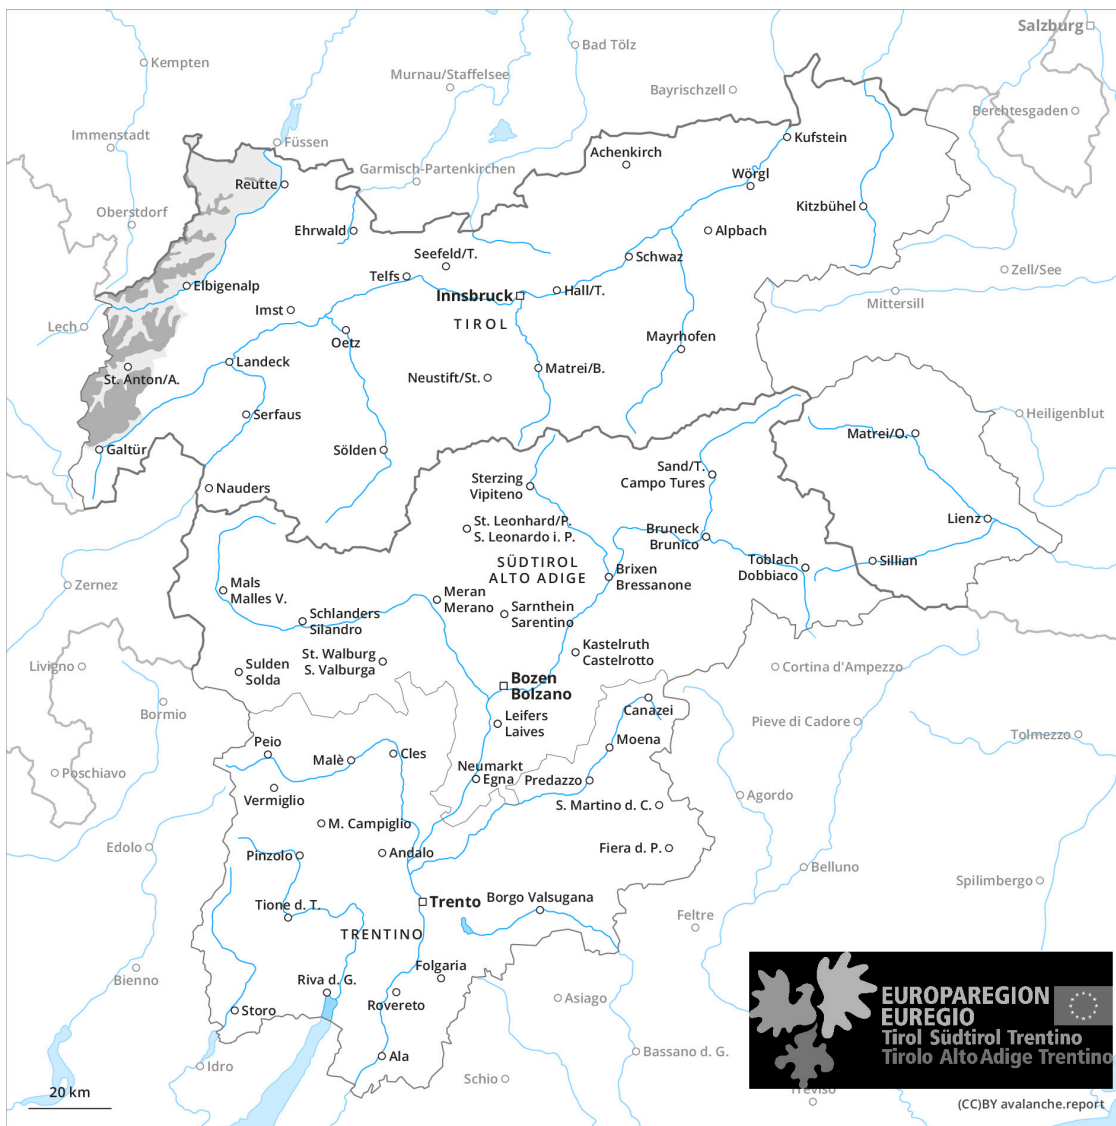 Salzburg
Bad Tölz
Kempten
Murnau/Staffelsee
Bayrischzell
Berchtesgaden
Immenstadt
Füssen
Kufstein
Achenkirch
Garmisch-Partenkirchen
Wörgl
Reutte
Oberstdorf
Kitzbühel
Ehrwald
Alpbach
Seefeld/T.
Schwaz
Zell/See
Telfs
Elbigenalp
Innsbruck
Hall/T.
Mittersill
Imst
Lech
TIROL
Oetz
Mayrhofen
Landeck
Matrei/B.
St. Anton/A.
Neustift/St.
Serfaus
Heiligenblut
Matrei/O.
Galtür
Sölden
Sand/T.
Campo Tures
Sterzing
Vipiteno
Nauders
Lienz
St. Leonhard/P.
S. Leonardo i. P.
Bruneck
Brunico
SÜDTIROL
ALTO ADIGE
Toblach
Dobbiaco
Sillian
Brixen
Bressanone
Zernez
Mals
Malles V.
Meran
Merano
Sarnthein
Sarentino
Schlanders
Silandro
Kastelruth
Castelrotto
St. Walburg
S. Valburga
Livigno
Sulden
Solda
Cortina d'Ampezzo
Bozen
Bolzano
Bormio
Canazei
Leifers
Laives
Pieve di Cadore
Tolmezzo
Peio
Moena
Malè
Cles
Neumarkt
Egna
Poschiavo
Predazzo
Vermiglio
Agordo
S. Martino d. C.
M. Campiglio
Edolo
Pinzolo
Andalo
Fiera d. P.
Belluno
Spilimbergo
Tione d. T.
Trento
Borgo Valsugana
Feltre
TRENTINO
Folgaria
Bienno
Riva d. G.
Rovereto
Asiago
Storo
EUROPAREGION
EUREGIO
Tirol Südtirol Trentino
Tirolo Alto Adige Trentino
Ala
Bassano d. G.
Idro
Schio
Treviso
20 km
(CC)BY avalanche.report